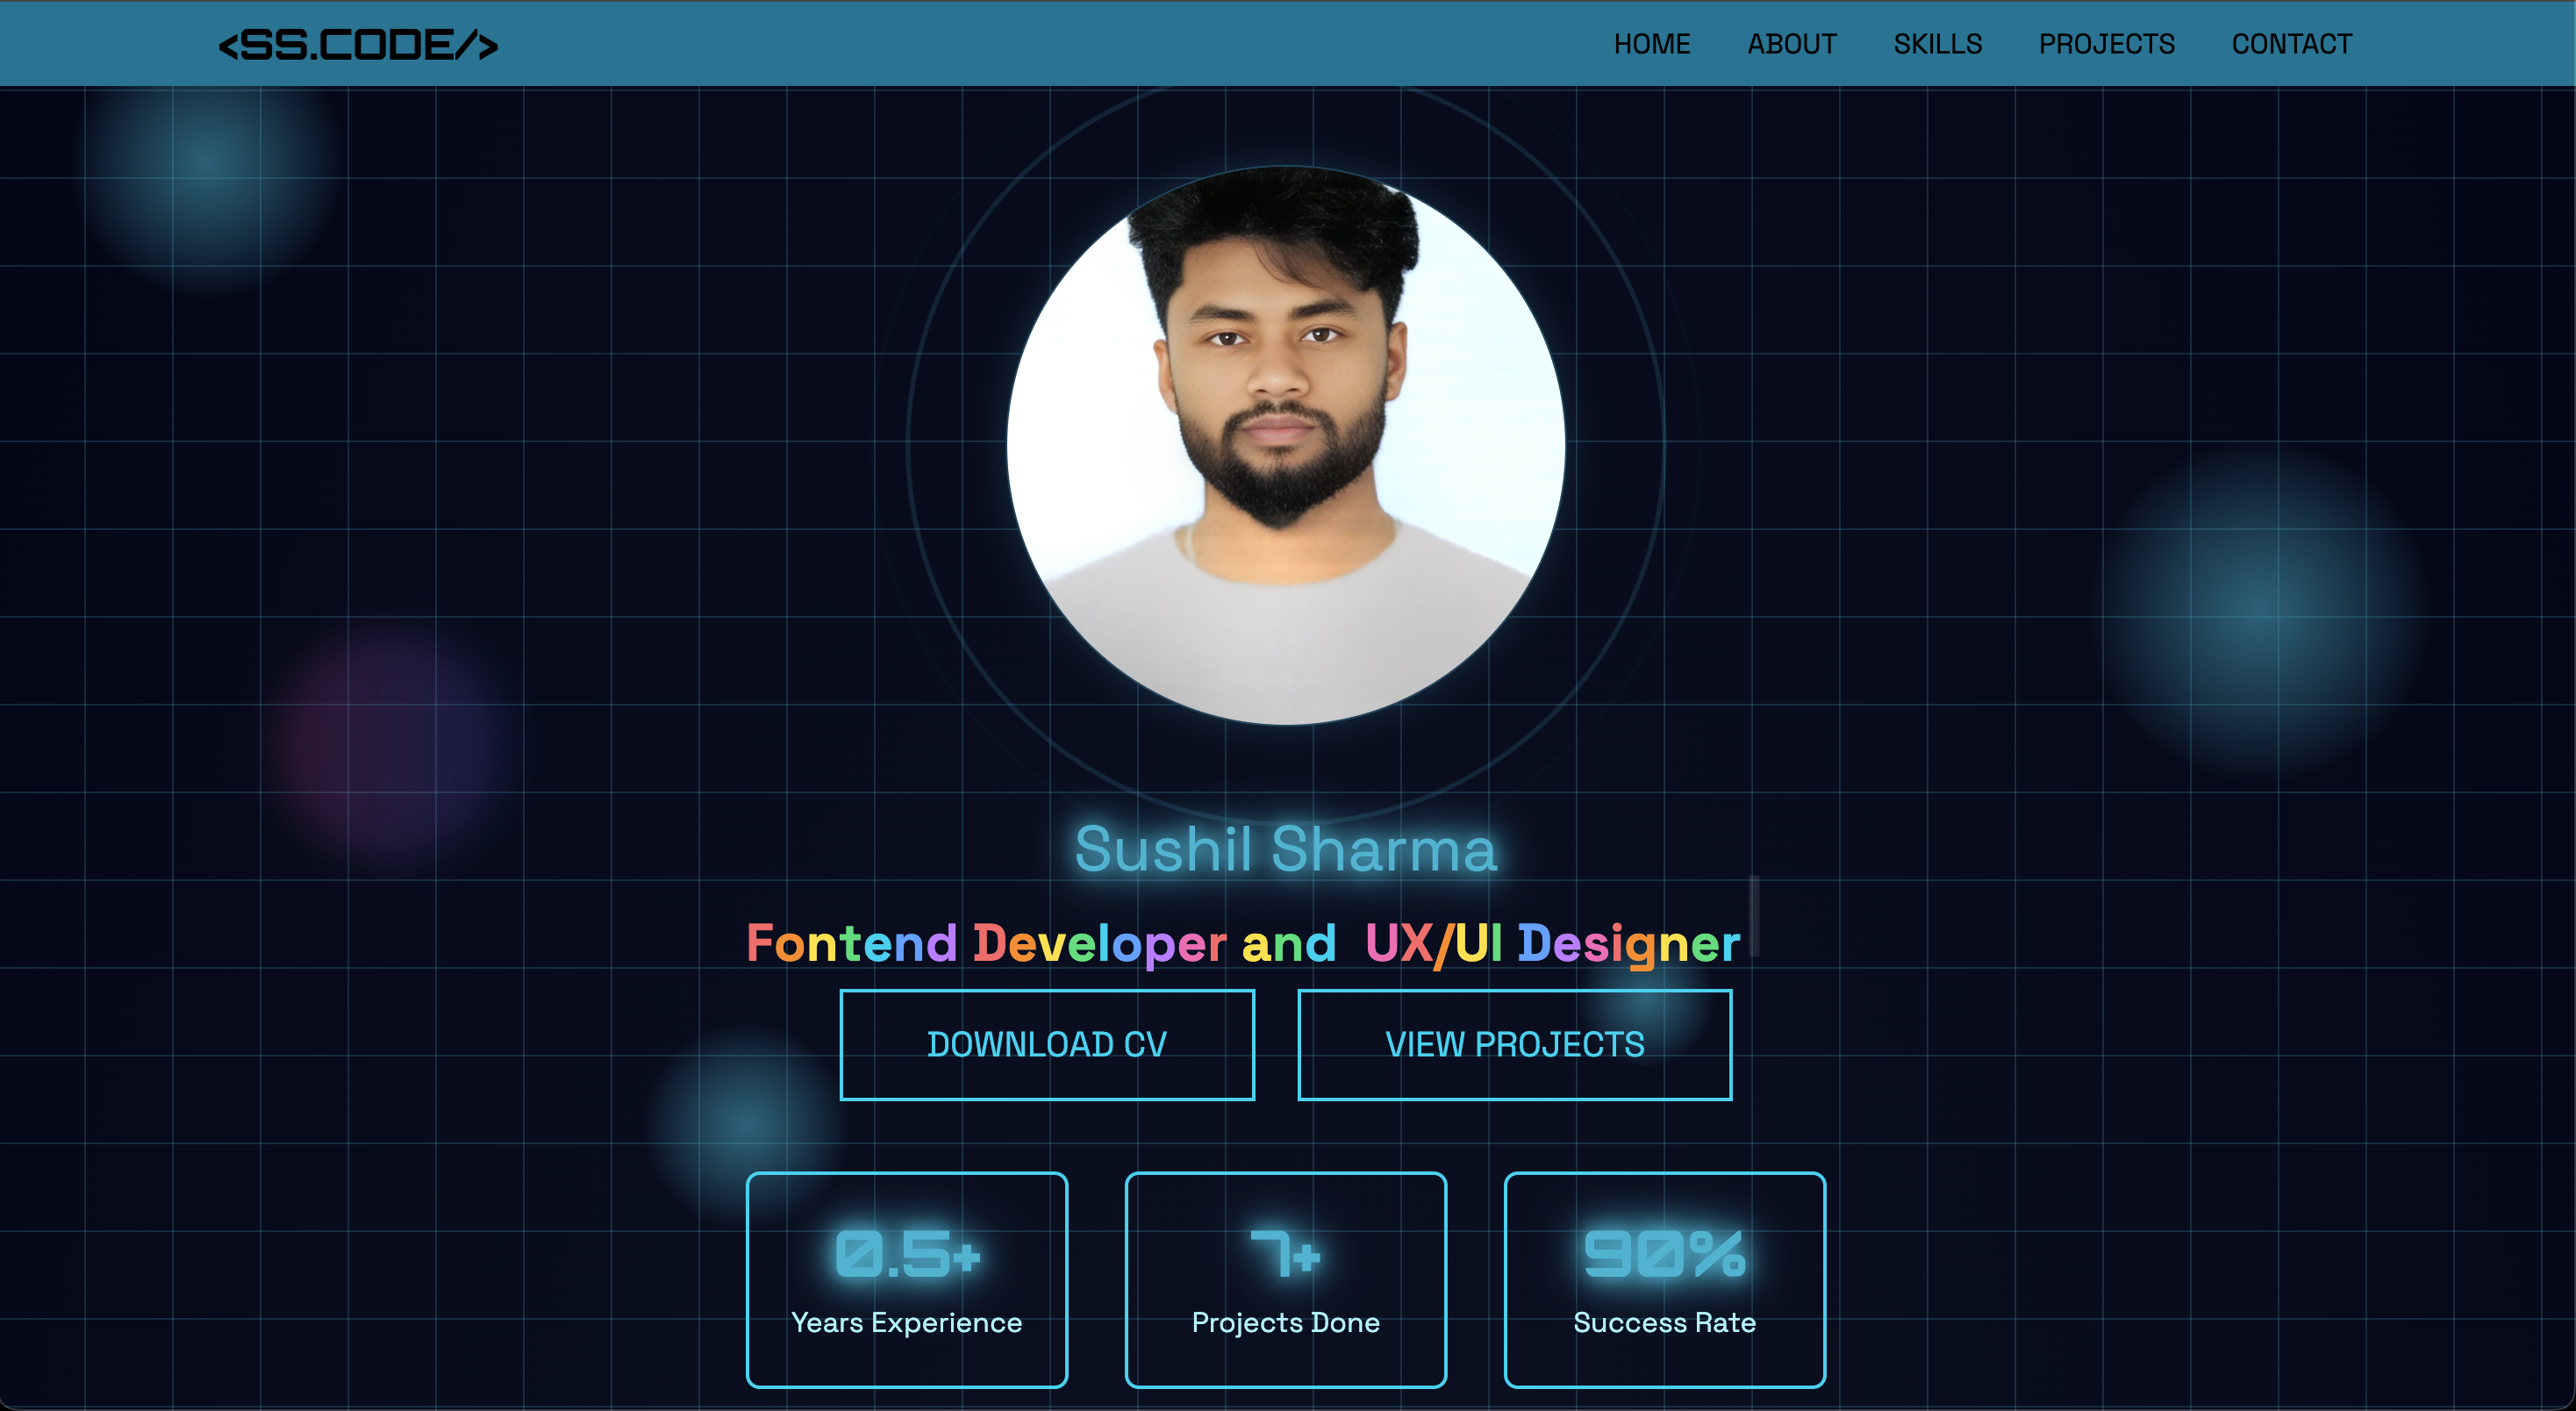 <SS.CODE/>
HOME ABOUT SKILLS PROJECTS CONTACT
Sushil Sharma
Fontend Developer and  UX/UI Designer
DOWNLOAD CV
VIEW PROJECTS
0.5+
Years Experience
7+
Projects Done
90%
Success Rate